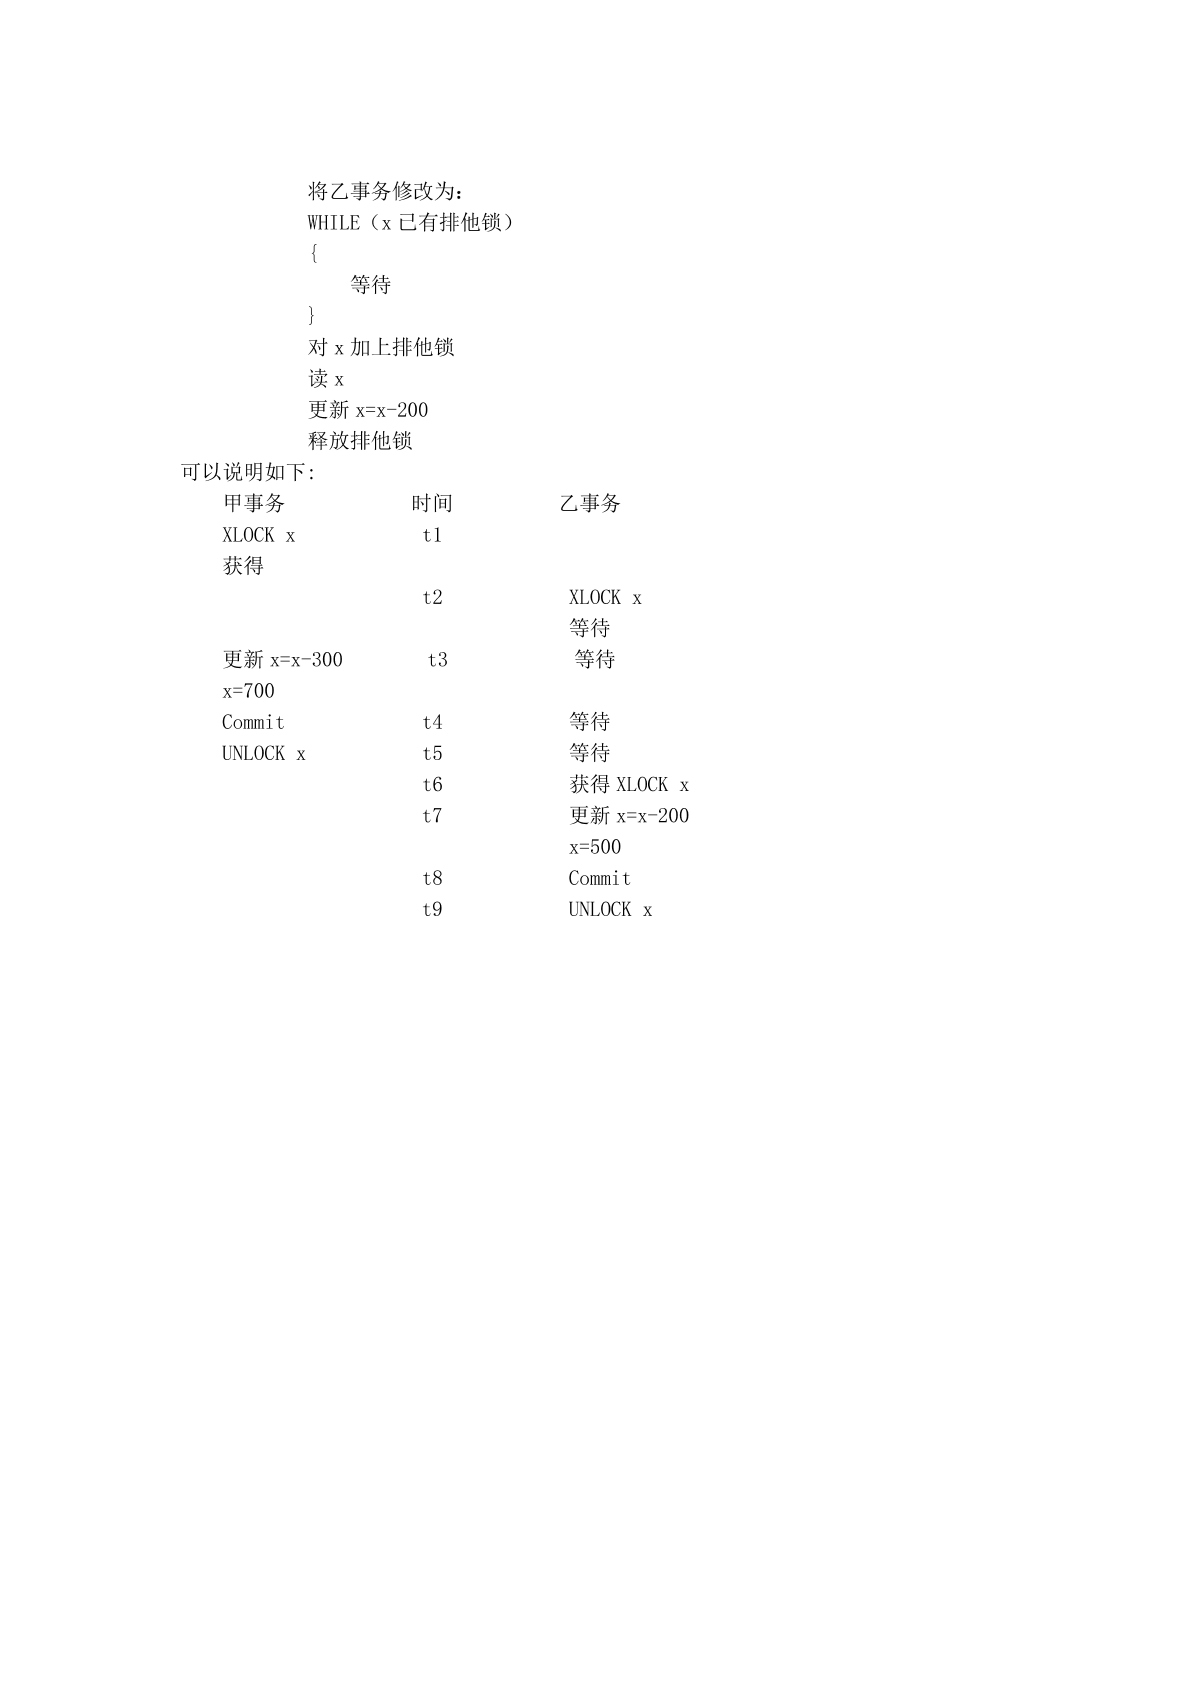 将乙事务修改为：
WHILE（x 已有排他锁）
{
等待
}
对 x 加上排他锁
读 x
更新 x=x-200
释放排他锁
可以说明如下:
甲事务 时间 乙事务
XLOCK x t1
获得
t2 XLOCK x
等待
更新 x=x-300 t3 等待
x=700
Commit t4 等待
UNLOCK x t5 等待
t6 获得 XLOCK x
t7 更新 x=x-200
x=500
t8 Commit
t9 UNLOCK x